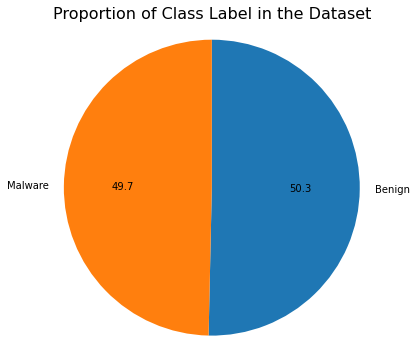 Proportion of Class Label in the Dataset
Malware
49.7
50.3
Benign